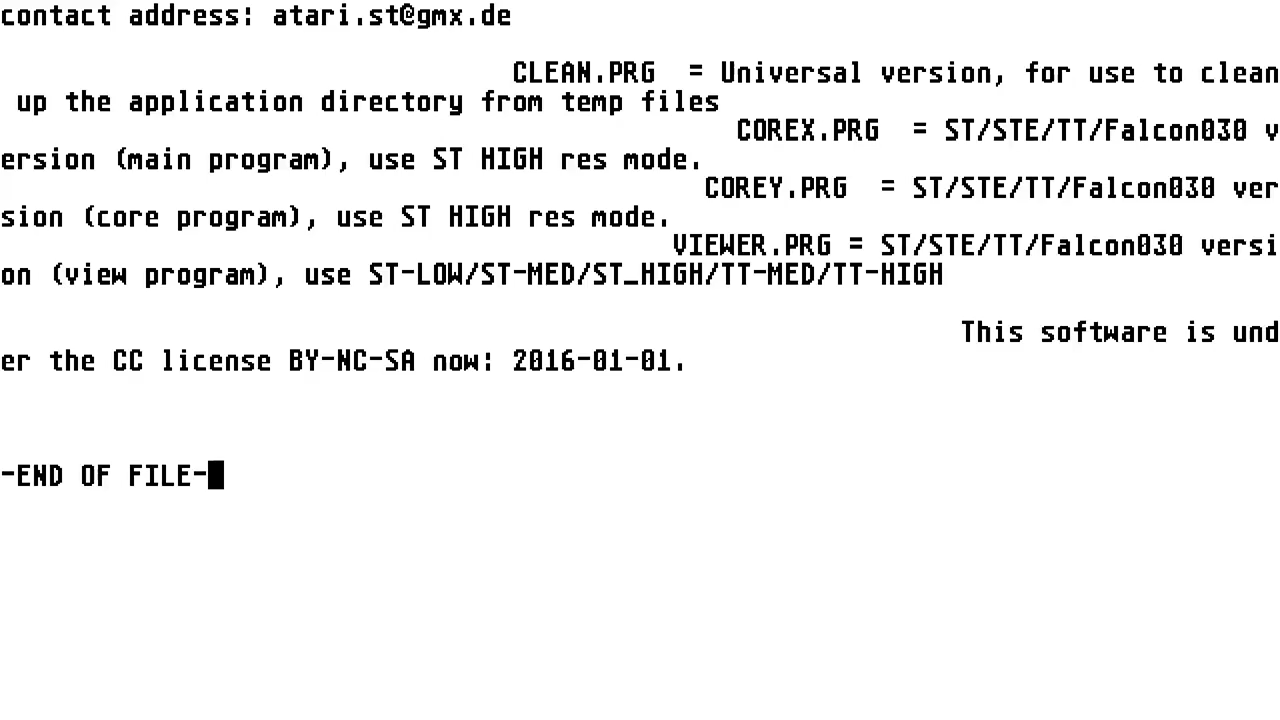 contact address: atari.st@gmx.de
CLEAN.PRG  = Universal version, for use to clean
up the application directory from temp files
COREX.PRG  = ST/STE/TT/Falcon030 v
ersion (main program), use ST HIGH res mode.
COREY.PRG  = ST/STE/TT/Falcon030 ver
sion (core program), use ST HIGH res mode.
VIEWER.PRG = ST/STE/TT/Falcon030 versi
on (view program), use ST-LOW/ST-MED/ST_HIGH/TT-MED/TT-HIGH
This software is und
er the CC license BY-NC-SA now: 2016-01-01.
-END OF FILE-